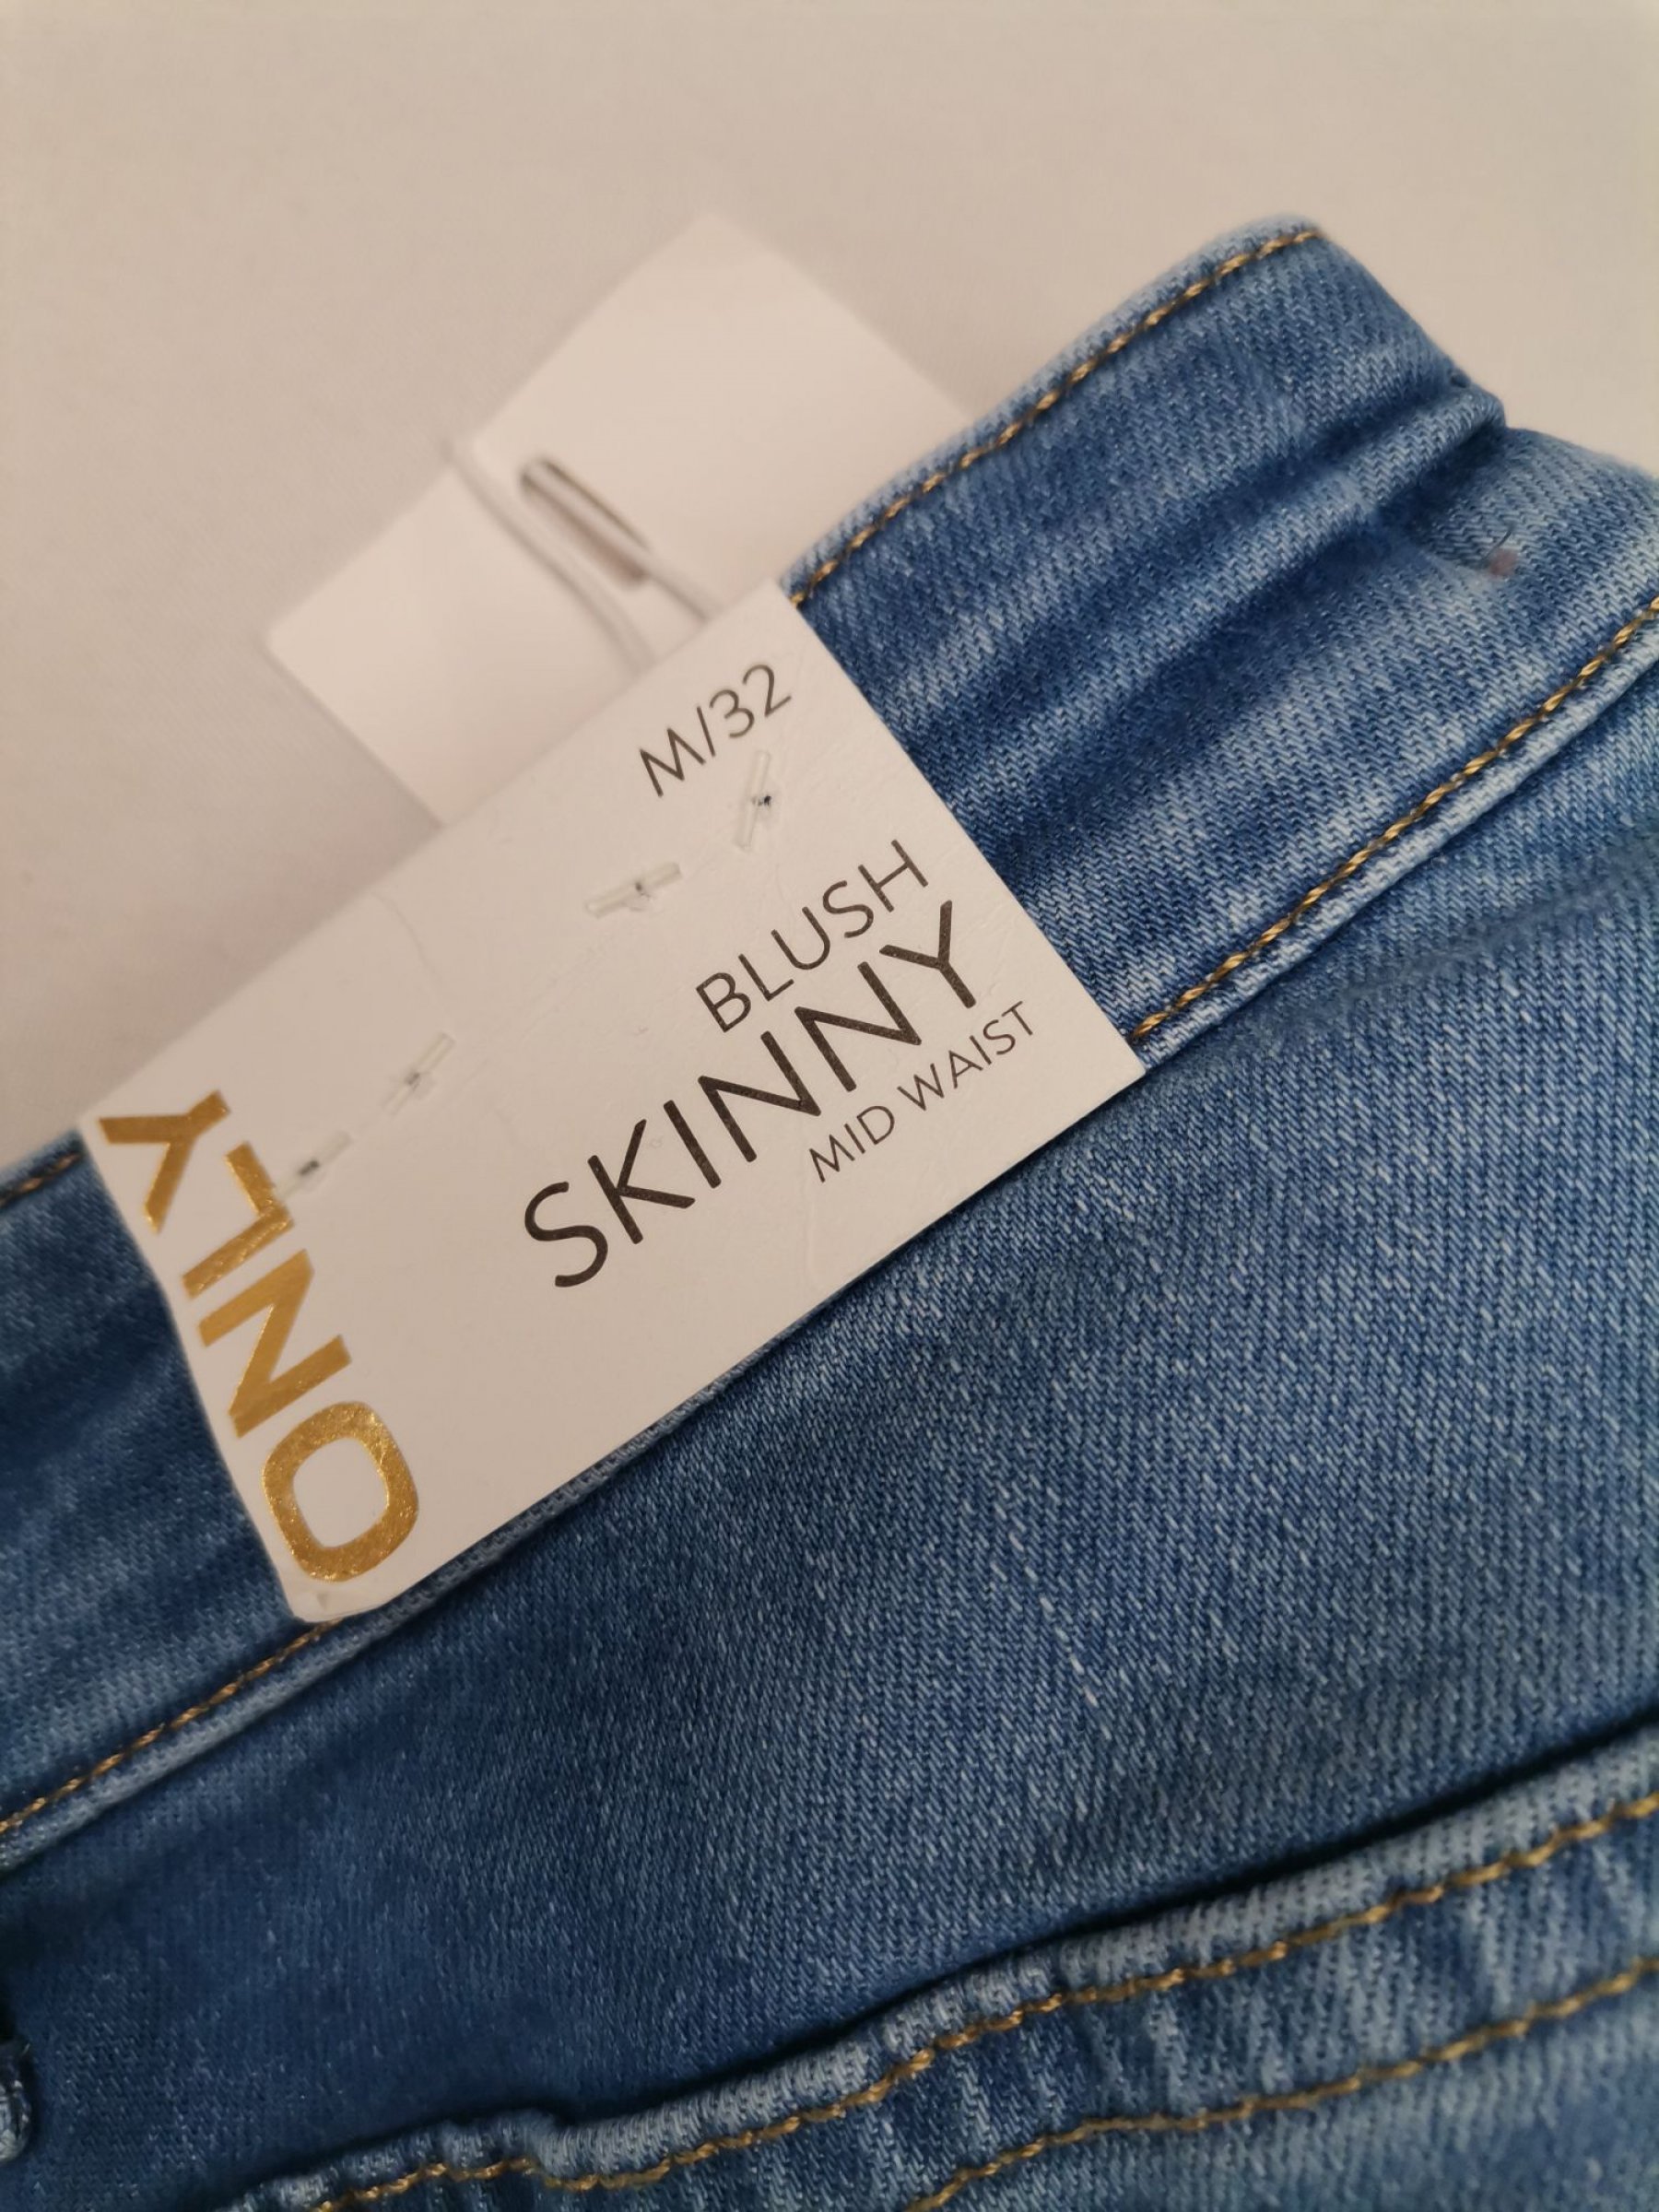 M/32
BLUSH
SKINNY
MID WAIST
ONLY